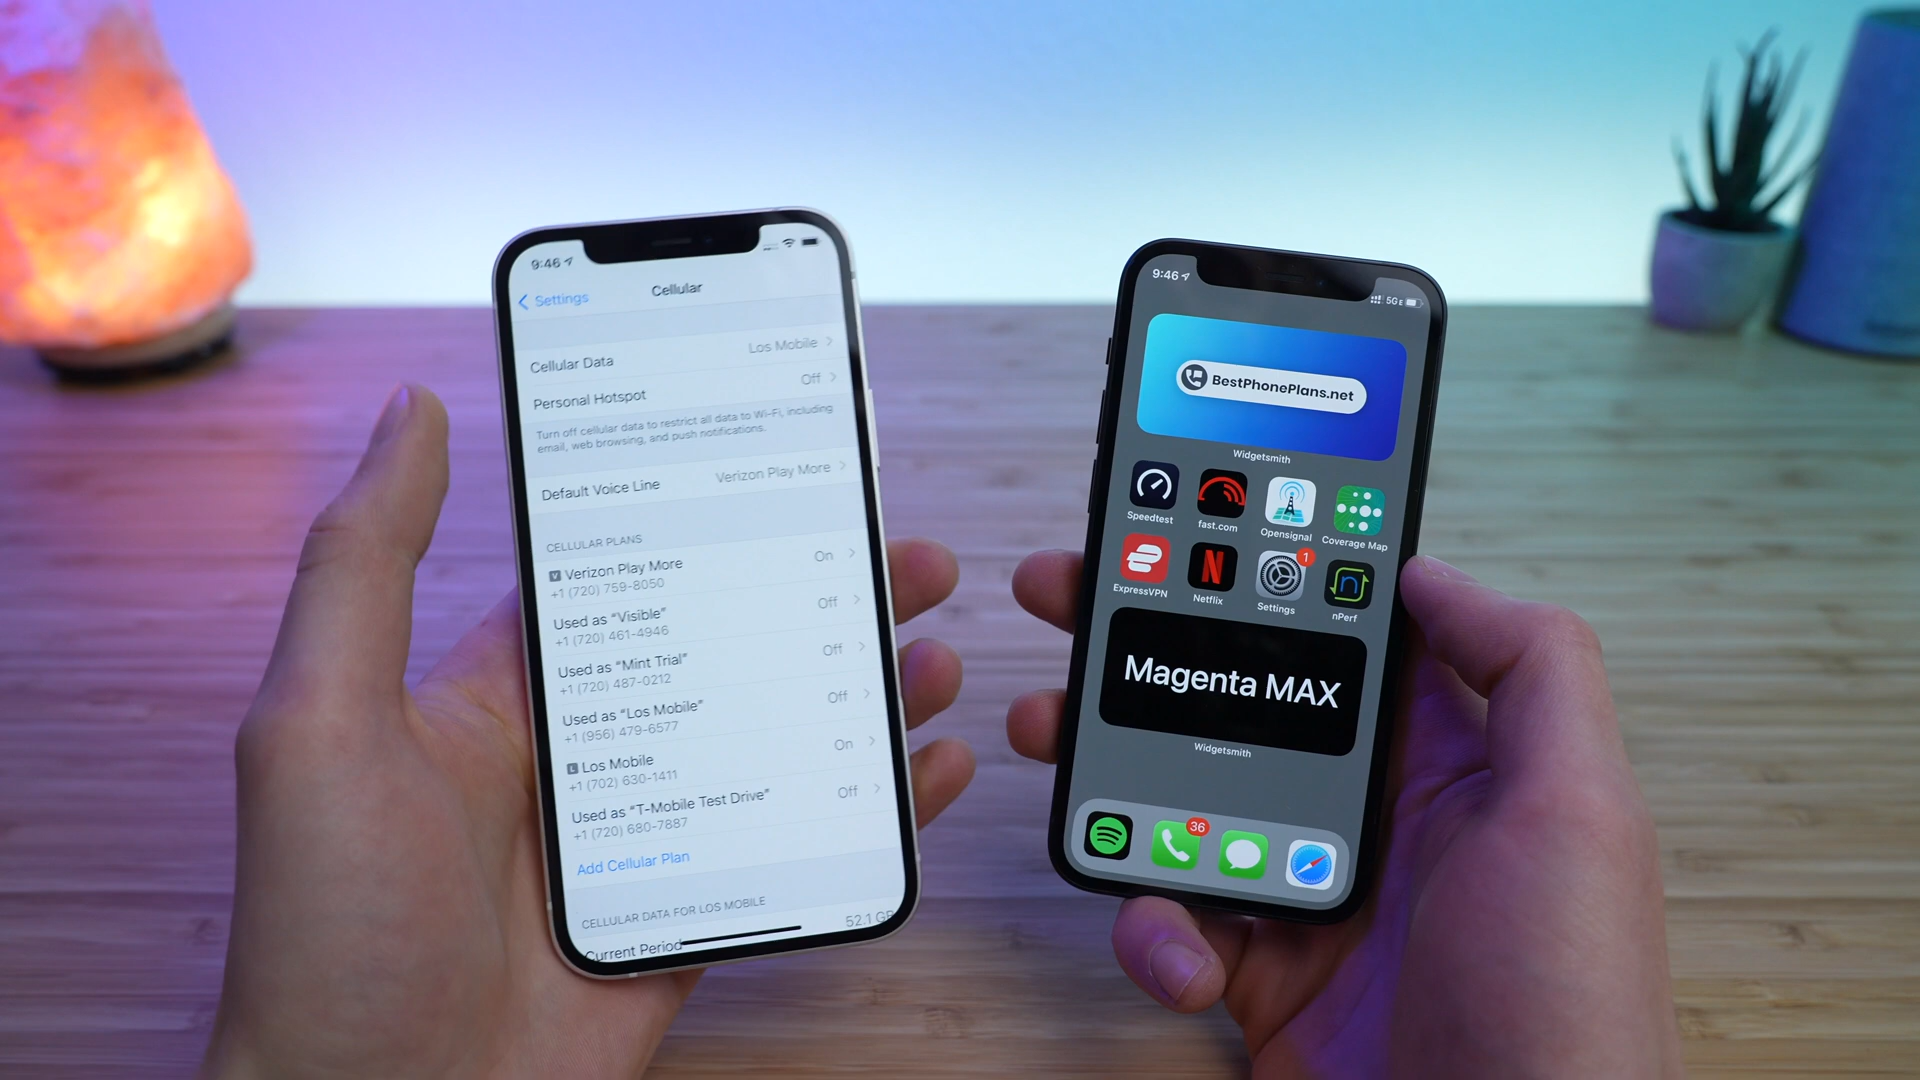 9:46
Settings
Cellular
Cellular Data Los Mobile
Personal Hotspot Off
Turn off cellular data to restrict all data to Wi-Fi, including
email, web browsing, and push notifications.
Default Voice Line Verizon Play More
CELLULAR PLANS
V Verizon Play More On
+1 (720) 759-8050
Used as “Visible” Off
+1 (720) 461-4946
Used as “Mint Trial” Off
+1 (720) 487-0212
Used as “Los Mobile” Off
+1 (956) 479-6577
L Los Mobile On
+1 (702) 630-1411
Used as “T-Mobile Test Drive” Off
+1 (720) 680-7887
Add Cellular Plan
CELLULAR DATA FOR LOS MOBILE
Current Period 52.1 GB
9:46
5GE
BestPhonePlans.net
Widgetsmith
Speedtest
fast.com
Opensignal
Coverage Map
1
N
n
ExpressVPN
Netflix
Settings
nPerf
Magenta MAX
Widgetsmith
36